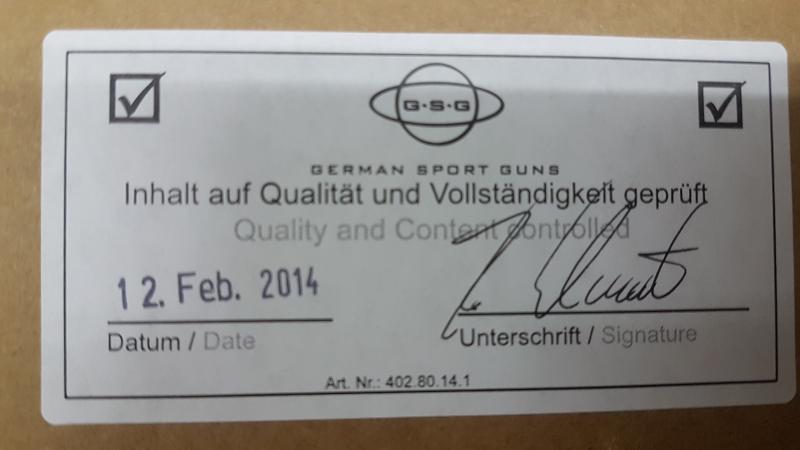 G·S·G
GERMAN SPORT GUNS
Inhalt auf Qualität und Vollständigkeit geprüft
Quality and Content controlled
12. Feb. 2014
Datum / Date
Unterschrift / Signature
Art. Nr.: 402.80.14.1